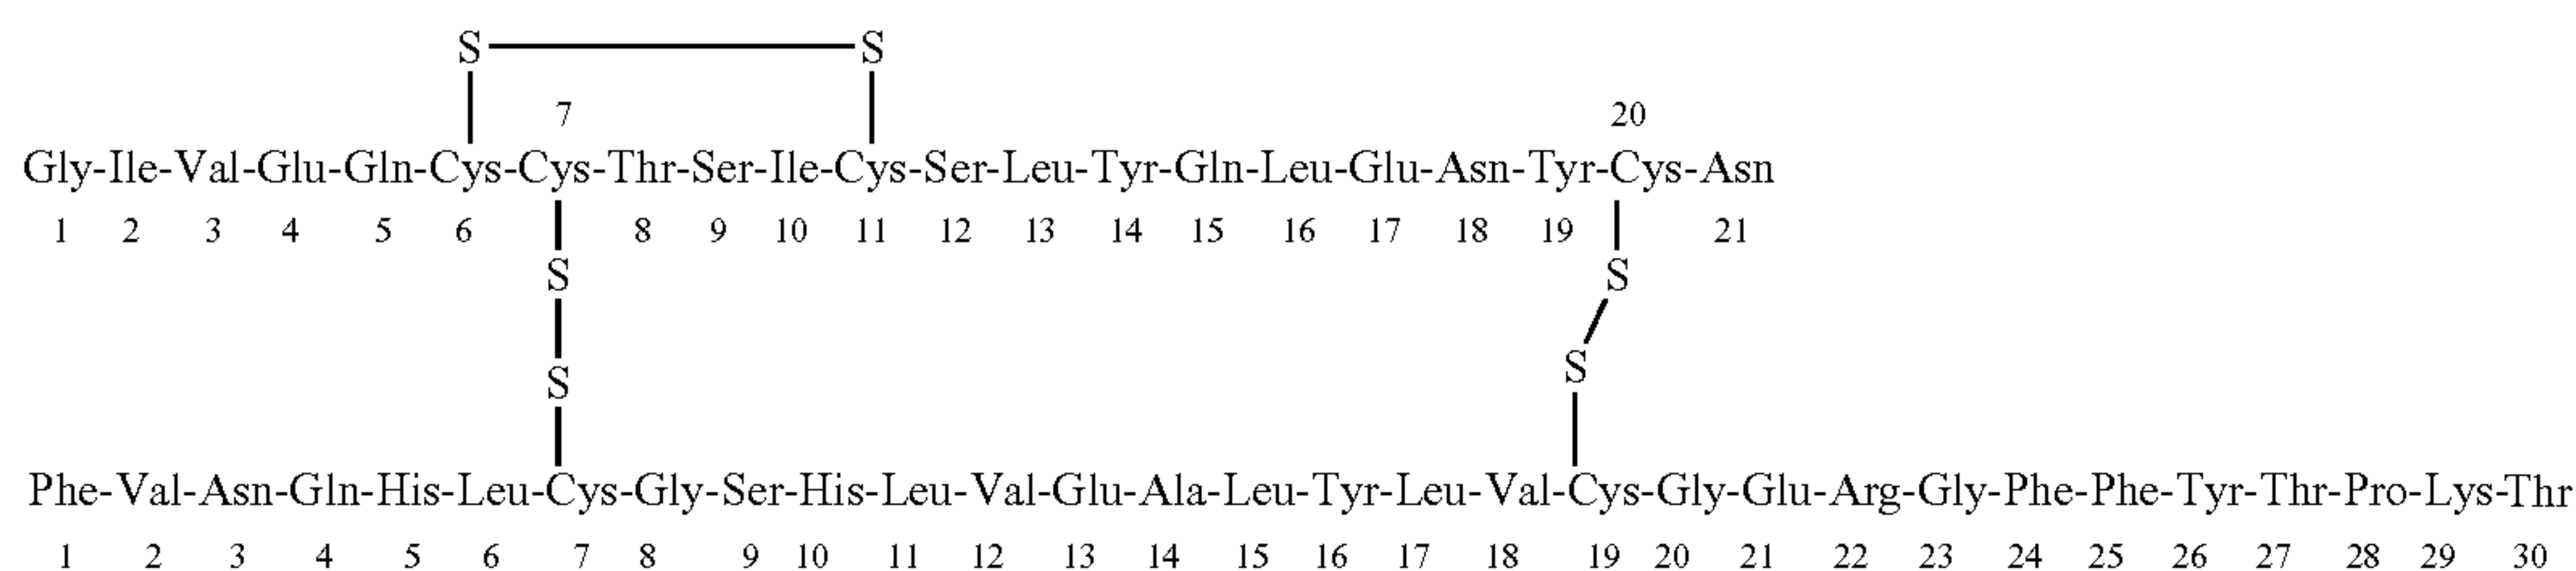 S S
7 20
Gly-Ile-Val-Glu-Gln-Cys-Cys-Thr-Ser-Ile-Cys-Ser-Leu-Tyr-Gln-Leu-Glu-Asn-Tyr-Cys-Asn
1 2 3 4 5 6 8 9 10 11 12 13 14 15 16 17 18 19 21
S S
S
S
Phe-Val-Asn-Gln-His-Leu-Cys-Gly-Ser-His-Leu-Val-Glu-Ala-Leu-Tyr-Leu-Val-Cys-Gly-Glu-Arg-Gly-Phe-Phe-Tyr-Thr-Pro-Lys-Thr
1 2 3 4 5 6 7 8 9 10 11 12 13 14 15 16 17 18 19 20 21 22 23 24 25 26 27 28 29 30